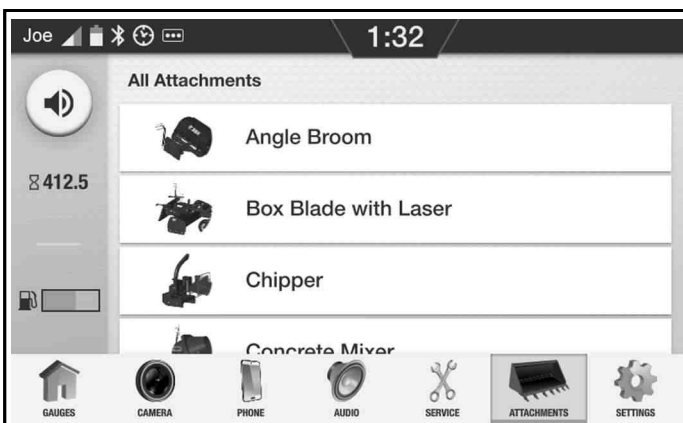 Joe
1:32
All Attachments
Angle Broom
Box Blade with Laser
412.5
Chipper
Concrete Mixer
GAUGES
CAMERA
PHONE
AUDIO
SERVICE
ATTACHMENTS
SETTINGS